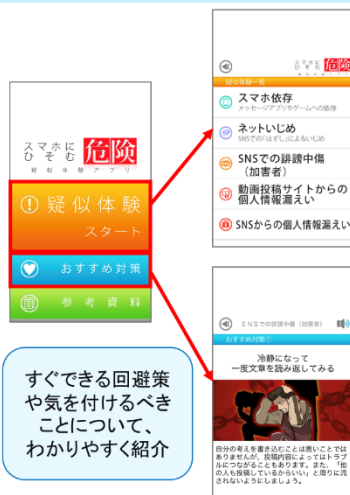 スマホに
ひそむ
危険
疑似体験アプリ
疑似体験
スタート
おすすめ対策
参考資料
すぐできる回避策
や気を付けるべき
ことについて、
わかりやすく紹介
スマホに
ひそむ
危険
疑似体験一覧
スマホ依存
メッセージアプリやゲームへの依存
ネットいじめ
SNSでの「はずし」によるいじめ
SNSでの誹謗中傷
(加害者)
動画投稿サイトからの
個人情報漏えい
SNSからの個人情報漏えい
SNSでの誹謗中傷(加害者)
おすすめ対策①
冷静になって
一度文章を読み返してみる
自分の考えを書き込むことは悪いことでは
ありませんが、投稿内容によってはトラブ
ルにつながることもあります。また、「他
の人も投稿しているからいい」と周りに流
されないようにしましょう。